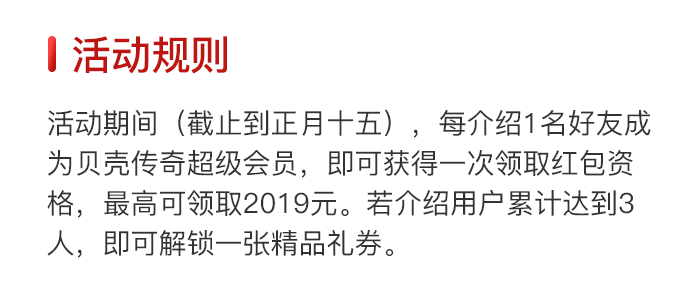 活动规则
活动期间（截止到正月十五），每介绍1名好友成
为贝壳传奇超级会员，即可获得一次领取红包资
格，最高可领取2019元。若介绍用户累计达到3
人，即可解锁一张精品礼券。